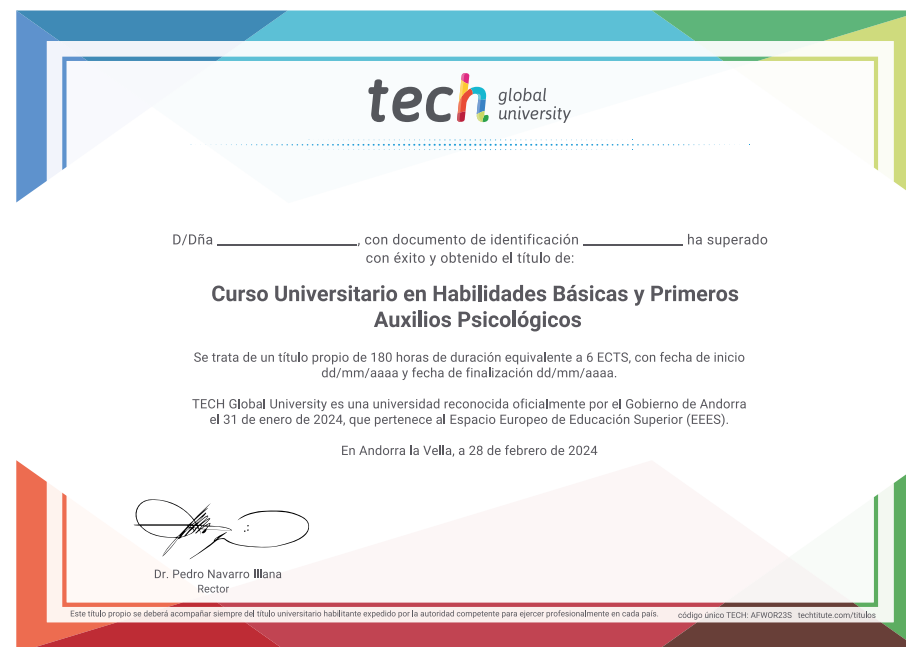 tech global university
D/Dña _________________, con documento de identificación ____________ ha superado
con éxito y obtenido el título de:
Curso Universitario en Habilidades Básicas y Primeros
Auxilios Psicológicos
Se trata de un título propio de 180 horas de duración equivalente a 6 ECTS, con fecha de inicio
dd/mm/aaaa y fecha de finalización dd/mm/aaaa.
TECH Global University es una universidad reconocida oficialmente por el Gobierno de Andorra
el 31 de enero de 2024, que pertenece al Espacio Europeo de Educación Superior (EEES).
En Andorra la Vella, a 28 de febrero de 2024
Dr. Pedro Navarro Illana
Rector
Este título propio se deberá acompañar siempre del título universitario habilitante expedido por la autoridad competente para ejercer profesionalmente en cada país.
código único TECH: AFWOR23S techtitute.com/titulos